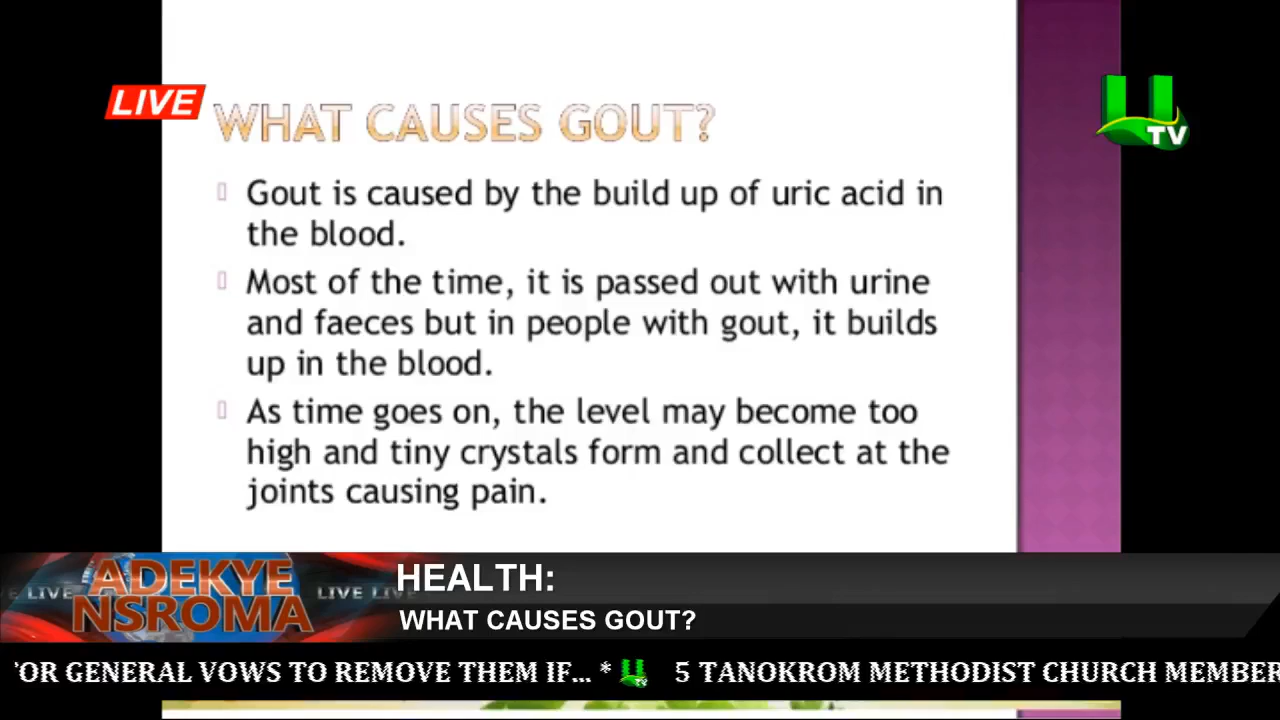 LIVE
WHAT CAUSES GOUT?
U
TV
Gout is caused by the build up of uric acid in
the blood.
Most of the time, it is passed out with urine
and faeces but in people with gout, it builds
up in the blood.
As time goes on, the level may become too
high and tiny crystals form and collect at the
joints causing pain.
ADEKYE
NSROMA
LIVE
LIVE LIVE
HEALTH:
WHAT CAUSES GOUT?
'OR GENERAL VOWS TO REMOVE THEM IF... * U TV 5 TANOKROM METHODIST CHURCH MEMBER